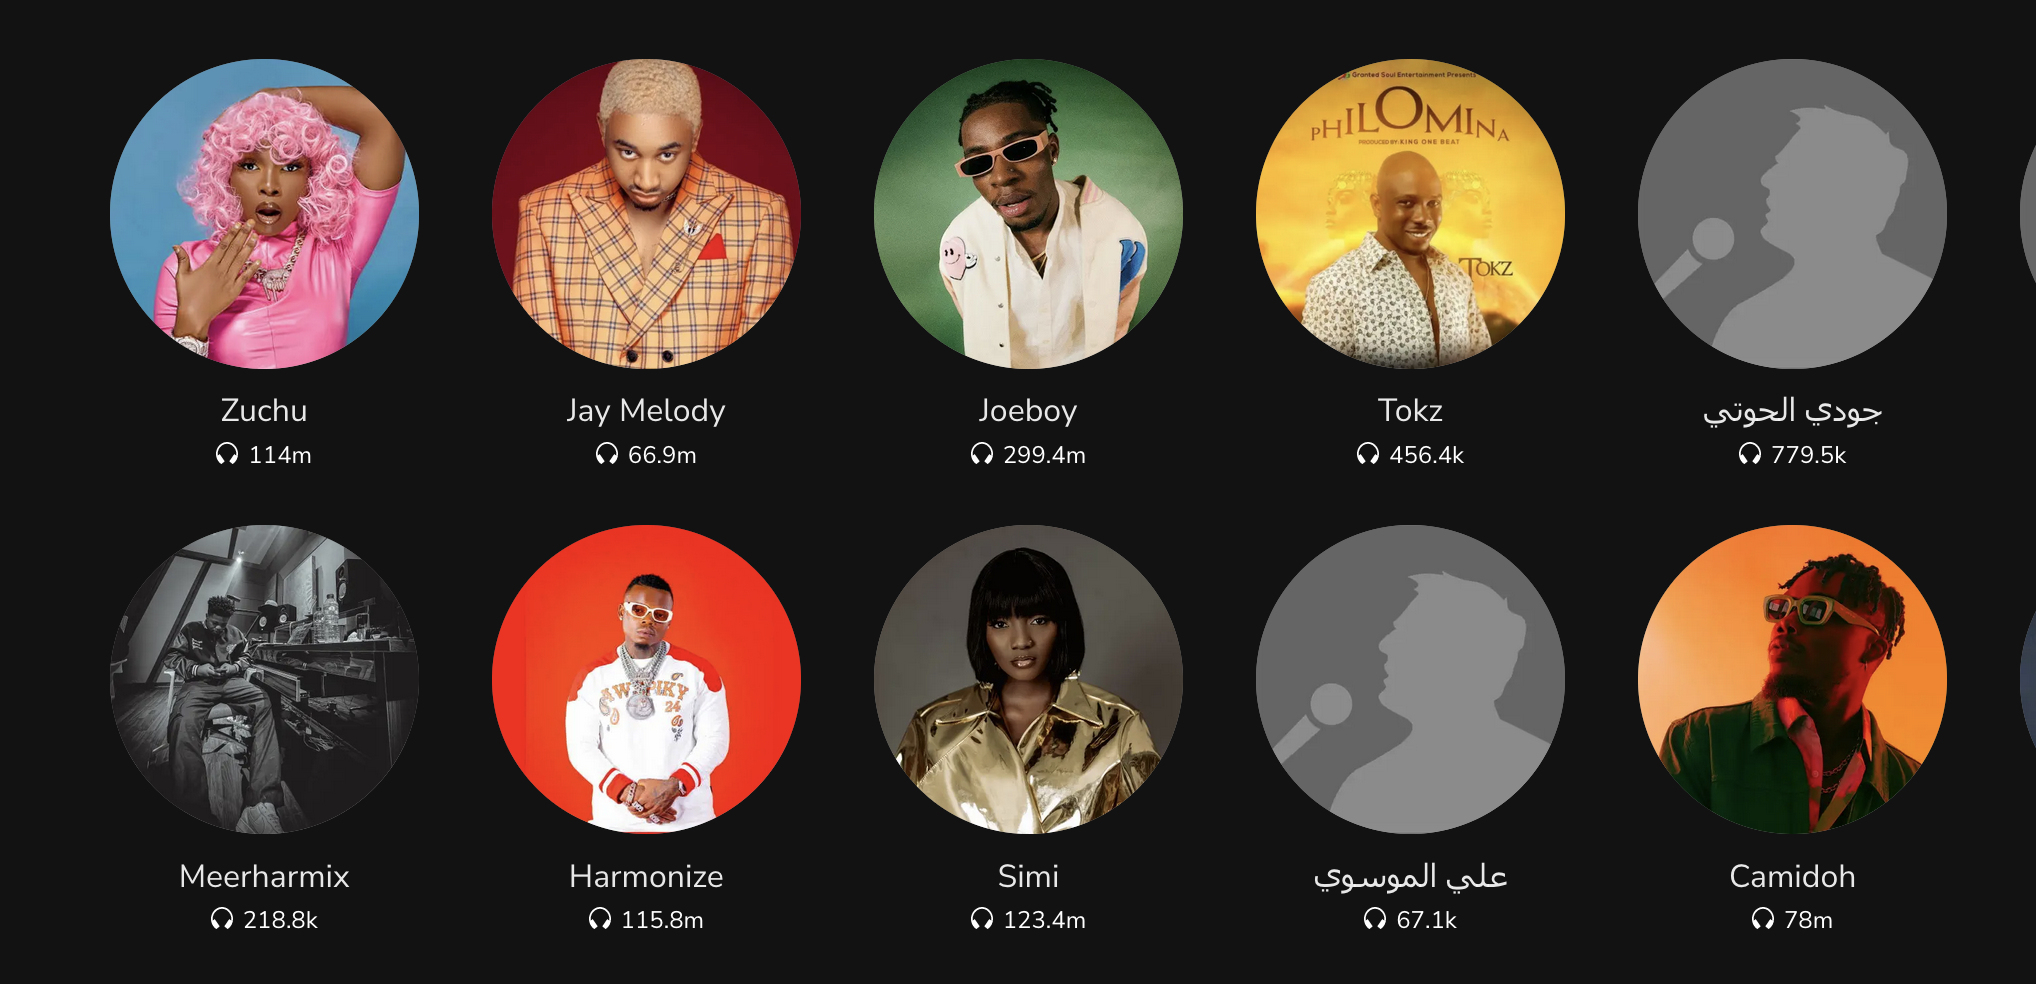 Granted Soul Entertainment Presents
PHILOMINA
PRODUCED BY: KING ONE BEAT
TOKZ
Zuchu
114m
Jay Melody
66.9m
Joeboy
299.4m
Tokz
456.4k
جودي الحوتي
779.5k
24
Meerharmix
218.8k
Harmonize
115.8m
Simi
123.4m
علي الموسوي
67.1k
Camidoh
78m